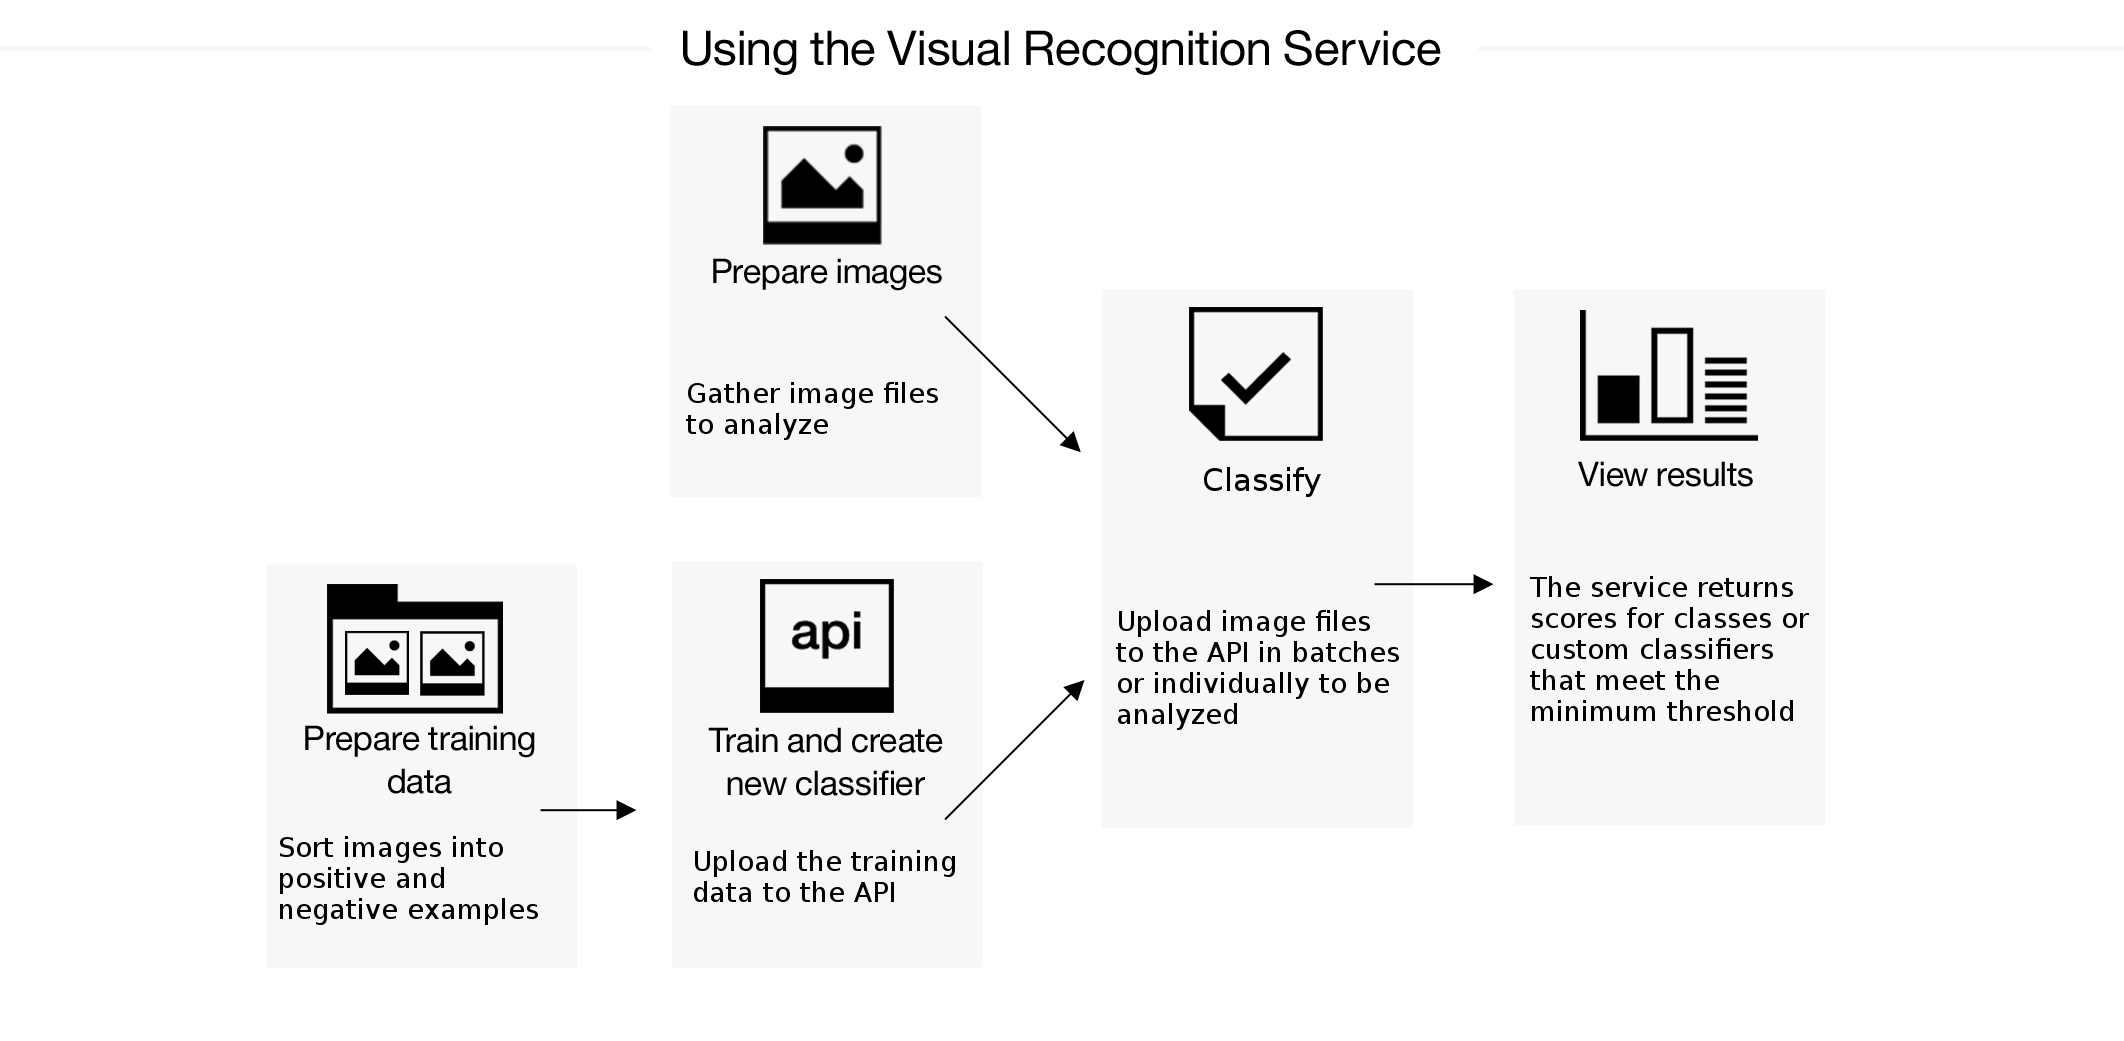 Using the Visual Recognition Service
Prepare images
Gather image files
to analyze
Prepare training
data
Sort images into
positive and
negative examples
api
Train and create
new classifier
Upload the training
data to the API
Classify
Upload image files
to the API in batches
or individually to be
analyzed
View results
The service returns
scores for classes or
custom classifiers
that meet the
minimum threshold